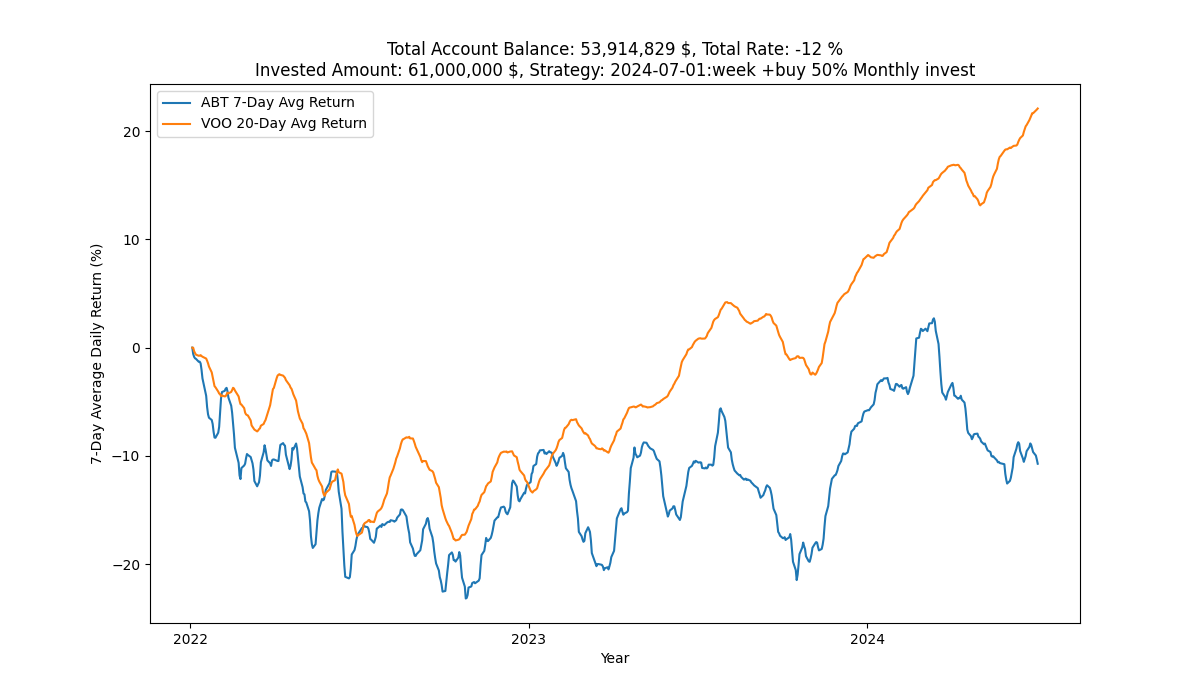 Total Account Balance: 53,914,829 $, Total Rate: -12 %
Invested Amount: 61,000,000 $, Strategy: 2024-07-01:week +buy 50% Monthly invest
ABT 7-Day Avg Return
VOO 20-Day Avg Return
7-Day Average Daily Return (%)
20
10
0
−10
−20
2022
2023
2024
Year